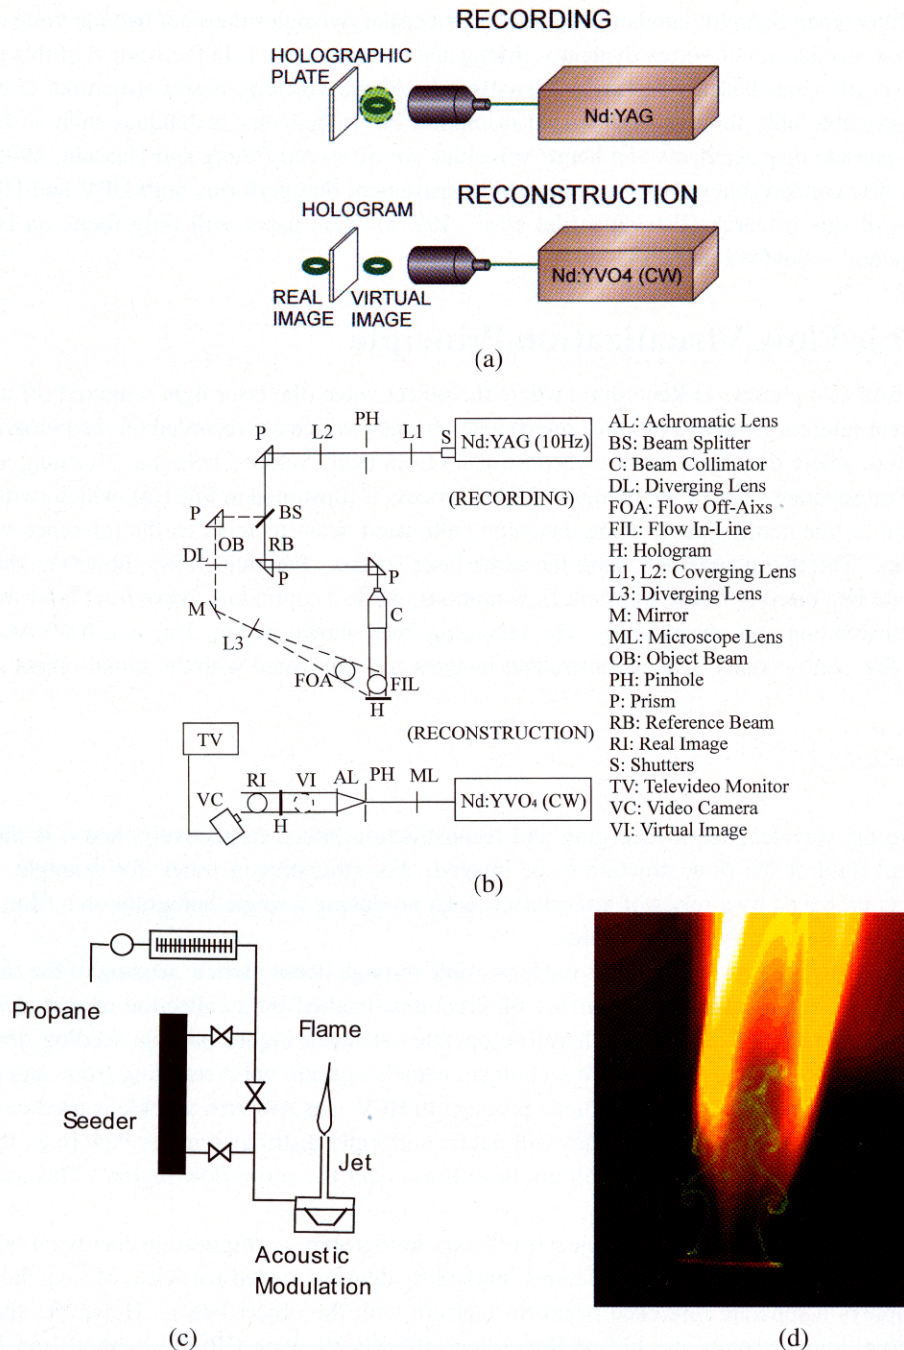 RECORDING
HOLOGRAPHIC
PLATE
Nd:YAG
RECONSTRUCTION
HOLOGRAM
Nd:YVO4 (CW)
REAL VIRTUAL
IMAGE IMAGE
(a)
P L2 PH L1 S Nd:YAG (10Hz)
(RECORDING)
P BS
OB RB
DL P P
M C
L3
FOA FIL
H
(RECONSTRUCTION)
TV
RI VI AL PH ML
VC Nd:YVO4 (CW)
H
AL: Achromatic Lens
BS: Beam Splitter
C: Beam Collimator
DL: Diverging Lens
FOA: Flow Off-Aixs
FIL: Flow In-Line
H: Hologram
L1, L2: Coverging Lens
L3: Diverging Lens
M: Mirror
ML: Microscope Lens
OB: Object Beam
PH: Pinhole
P: Prism
RB: Reference Beam
RI: Real Image
S: Shutters
TV: Televideo Monitor
VC: Video Camera
VI: Virtual Image
(b)
Propane
Flame
Seeder
Jet
Acoustic
Modulation
(c) (d)